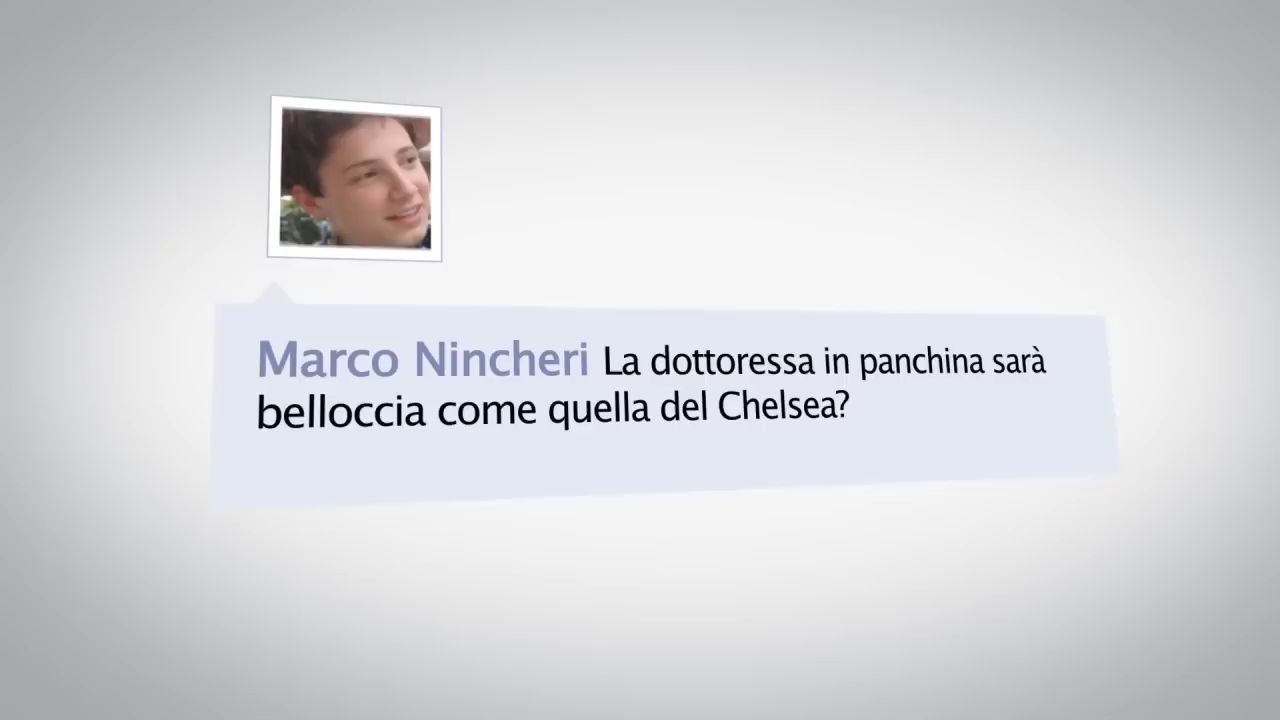 Marco Nincheri La dottoressa in panchina sarà
belloccia come quella del Chelsea?